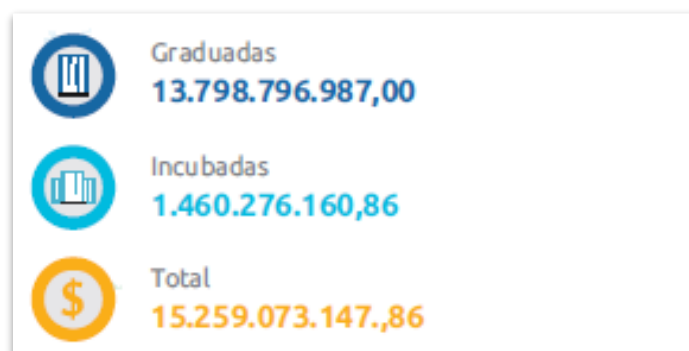 Graduadas
13.798.796.987,00
Incubadas
1.460.276.160,86
$
Total
15.259.073.147.,86